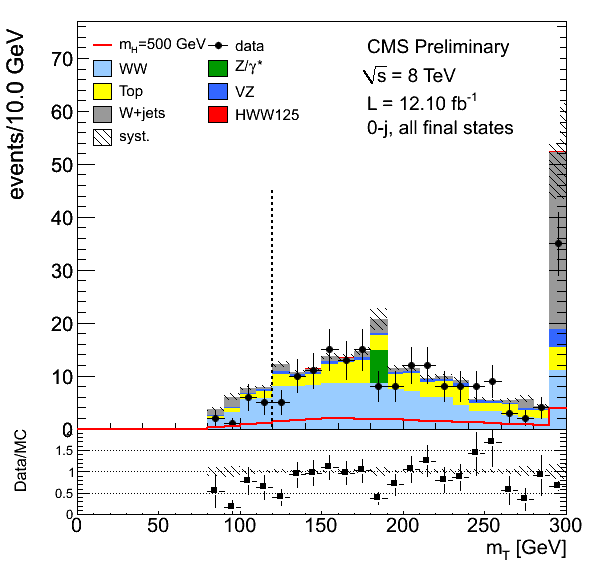 events/10.0 GeV
70
60
50
40
30
20
10
0
m_H=500 GeV
data
WW
Z/γ*
Top
VZ
W+jets
HWW125
syst.
CMS Preliminary
√s = 8 TeV
L = 12.10 fb⁻¹
0-j, all final states
Data/MC
2
1.5
1
0.5
0
0 50 100 150 200 250 300
m_T [GeV]